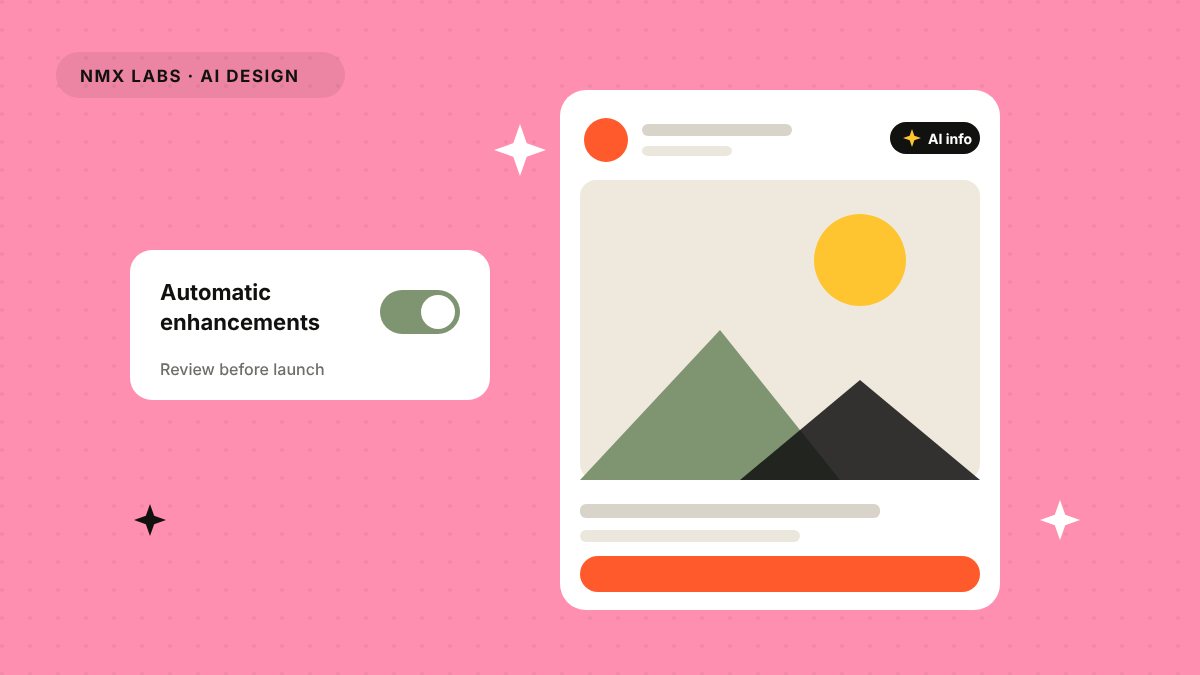 NMX LABS · AI DESIGN
AI info
Automatic
enhancements
Review before launch